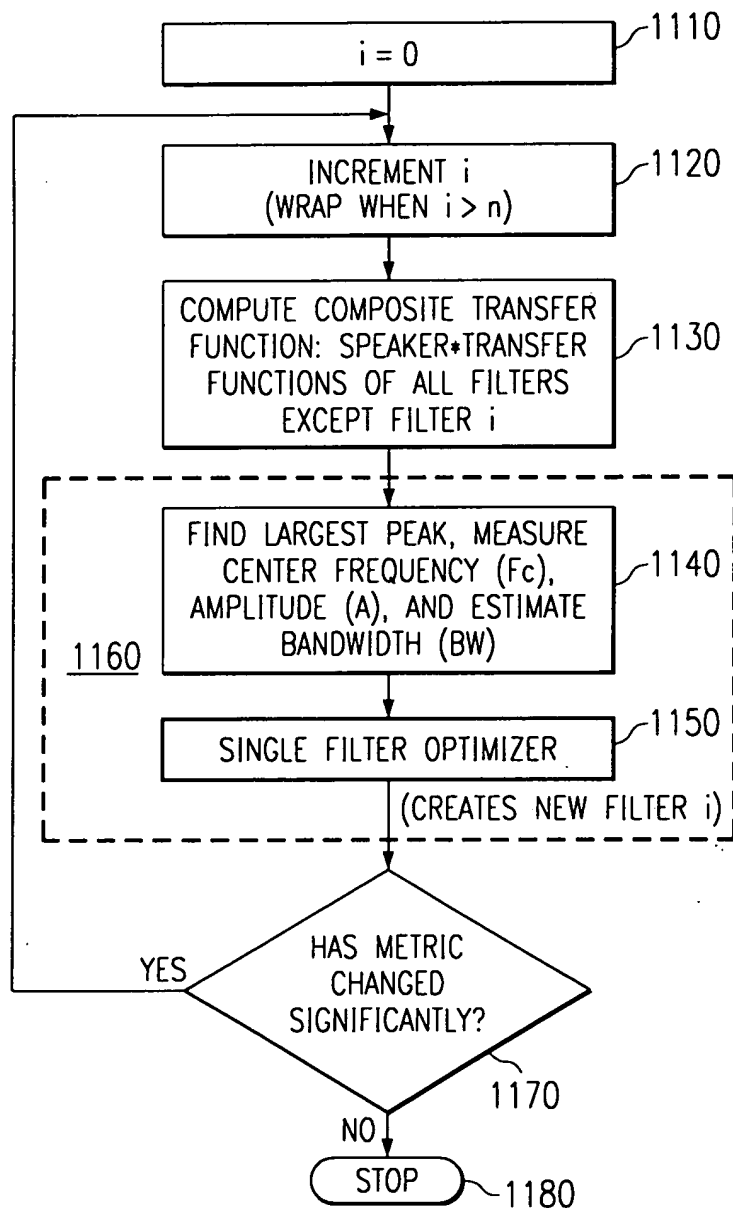 i = 0
1110
INCREMENT i
(WRAP WHEN i > n)
1120
COMPUTE COMPOSITE TRANSFER
FUNCTION: SPEAKER*TRANSFER
FUNCTIONS OF ALL FILTERS
EXCEPT FILTER i
1130
FIND LARGEST PEAK, MEASURE
CENTER FREQUENCY (Fc),
AMPLITUDE (A), AND ESTIMATE
BANDWIDTH (BW)
1140
1160
SINGLE FILTER OPTIMIZER
1150
(CREATES NEW FILTER i)
HAS METRIC
CHANGED
SIGNIFICANTLY?
YES
1170
NO
STOP
1180